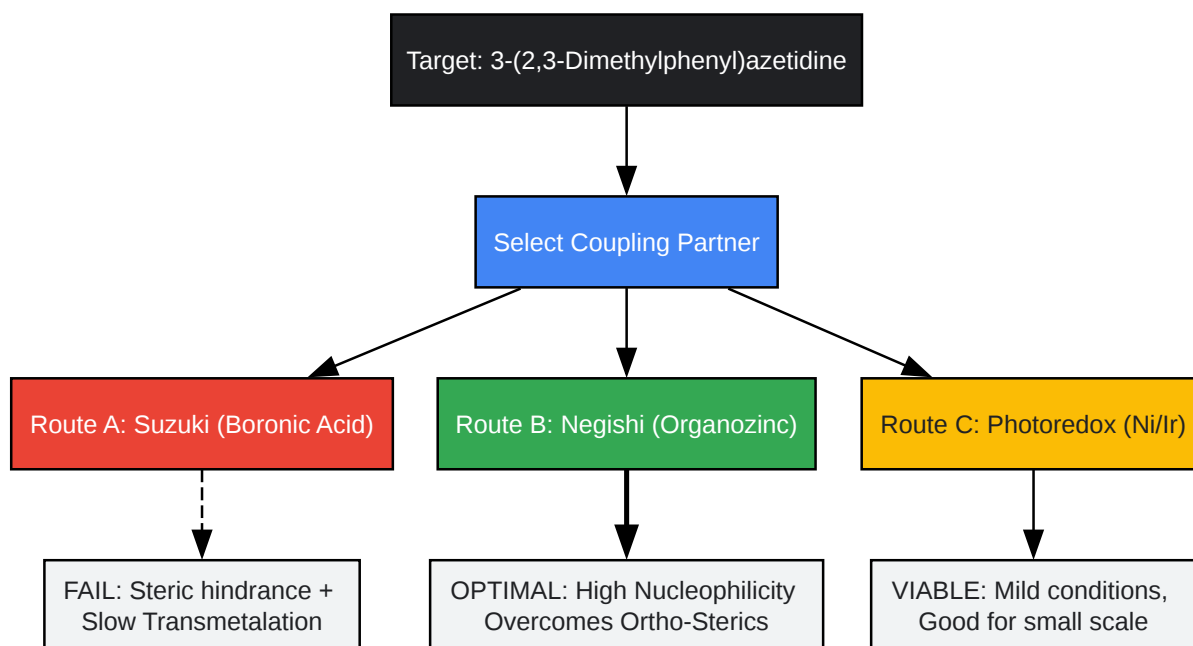 Target: 3-(2,3-Dimethylphenyl)azetidine
Select Coupling Partner
Route A: Suzuki (Boronic Acid)
Route B: Negishi (Organozinc)
Route C: Photoredox (Ni/Ir)
FAIL: Steric hindrance +
Slow Transmetalation
OPTIMAL: High Nucleophilicity
Overcomes Ortho-Sterics
VIABLE: Mild conditions,
Good for small scale